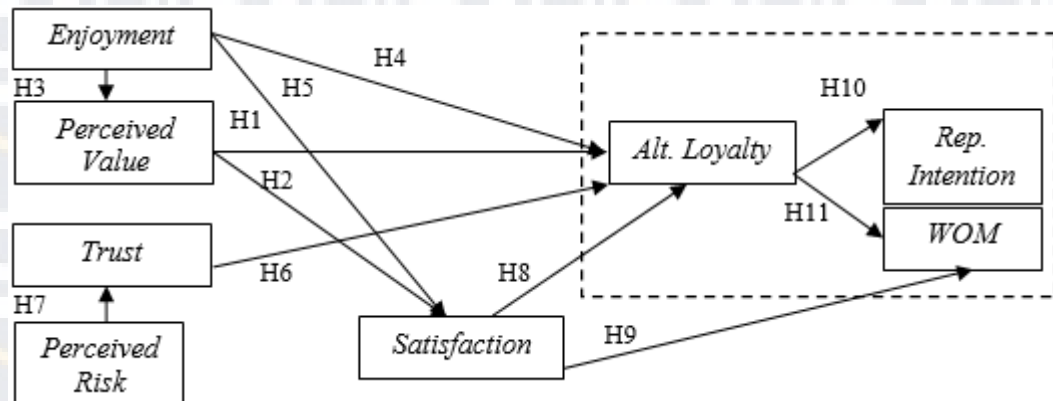 Enjoyment
H4
H3
H5
H10
Perceived
Value
H1
Alt. Loyalty
Rep.
Intention
H2
H11
Trust
WOM
H6
H8
H7
Perceived
Risk
Satisfaction
H9